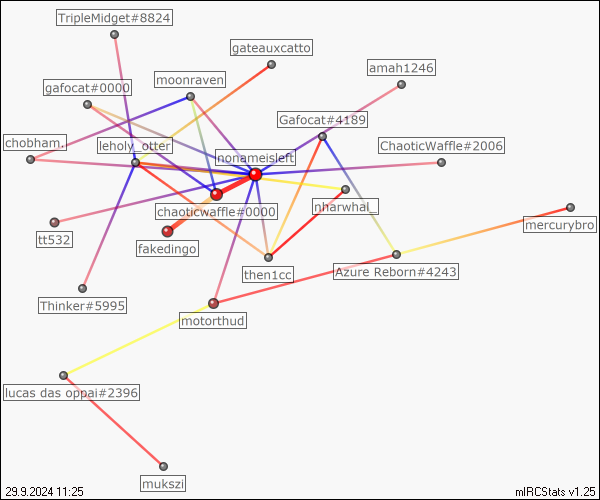 TripleMidget#8824
gateauxcatto
amah1246
moonraven
gafocat#0000
Gafocat#4189
chobham.
leholy_otter
ChaoticWaffle#2006
nonameisleft
chaoticwaffle#0000
nharwhal_
mercurybro
tt532
fakedingo
then1cc
Azure Reborn#4243
Thinker#5995
motorthud
lucas das oppai#2396
mukszi
29.9.2024 11:25
mIRCStats v1.25